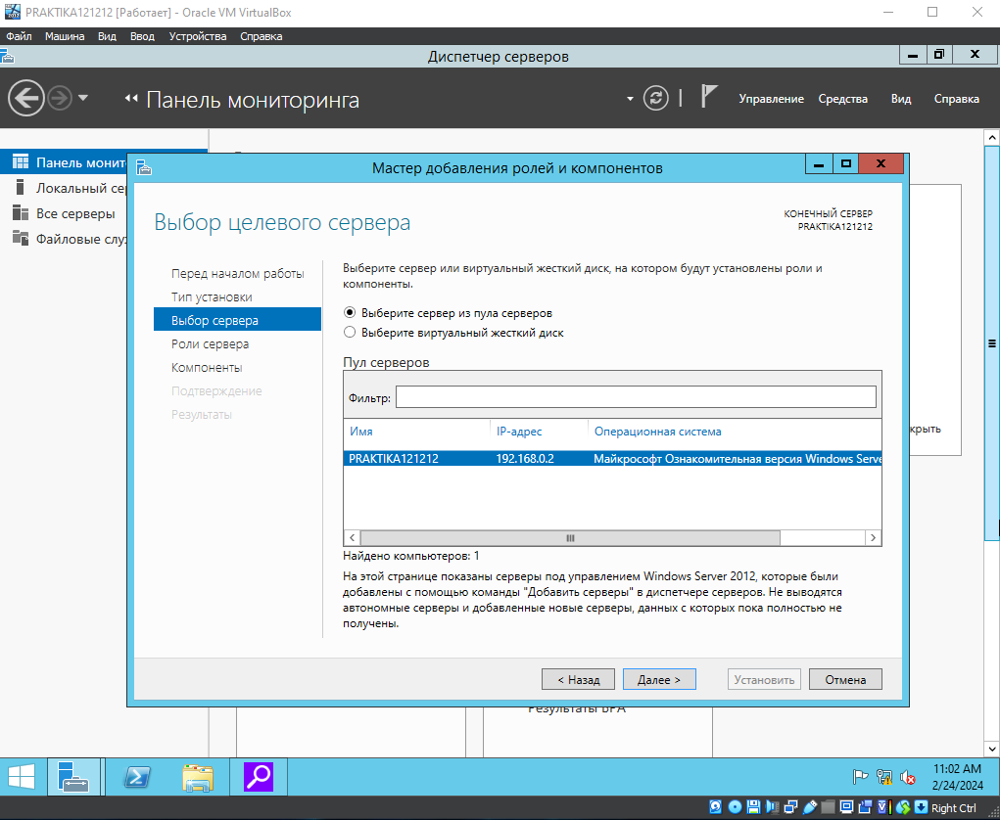 PRAKTIKA121212 [Работает] - Oracle VM VirtualBox
Файл Машина Вид Ввод Устройства Справка
Диспетчер серверов
Панель мониторинга
Управление Средства Вид Справка
Панель монит
Локальный сер
Все серверы
Файловые слу
Мастер добавления ролей и компонентов
Выбор целевого сервера
КОНЕЧНЫЙ СЕРВЕР
PRAKTIKA121212
Перед началом работы
Тип установки
Выбор сервера
Роли сервера
Компоненты
Подтверждение
Результаты
Выберите сервер или виртуальный жесткий диск, на котором будут установлены роли и
компоненты.
Выберите сервер из пула серверов
Выберите виртуальный жесткий диск
Пул серверов
Фильтр:
Имя IP-адрес Операционная система
PRAKTIKA121212 192.168.0.2 Майкрософт Ознакомительная версия Windows Serve
Найдено компьютеров: 1
На этой странице показаны серверы под управлением Windows Server 2012, которые были
добавлены с помощью команды "Добавить серверы" в диспетчере серверов. Не выводятся
автономные серверы и добавленные новые серверы, данных с которых пока полностью не
получены.
< Назад Далее > Установить Отмена
крыть
Результаты BPA
11:02 AM
2/24/2024
Right Ctrl